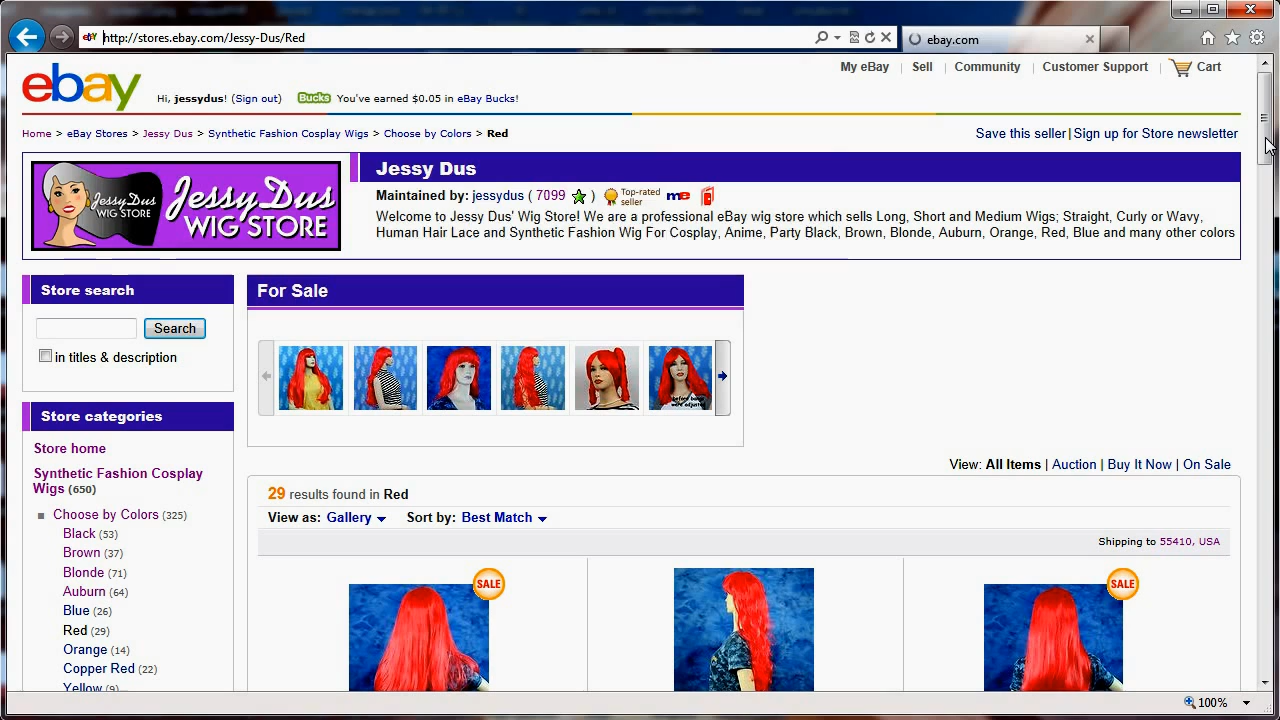 http://stores.ebay.com/Jessy-Dus/Red
ebay.com
My eBay | Sell | Community | Customer Support | Cart
ebay
Hi, jessydus! (Sign out) Bucks You've earned $0.05 in eBay Bucks!
Home > eBay Stores > Jessy Dus > Synthetic Fashion Cosplay Wigs > Choose by Colors > Red
Save this seller | Sign up for Store newsletter
JessyDus WIG STORE
JessyDus
WIG STORE
Jessy Dus
Maintained by: jessydus ( 7099 ) Top-rated seller me
Welcome to Jessy Dus' Wig Store! We are a professional eBay wig store which sells Long, Short and Medium Wigs; Straight, Curly or Wavy,
Human Hair Lace and Synthetic Fashion Wig For Cosplay, Anime, Party Black, Brown, Blonde, Auburn, Orange, Red, Blue and many other colors
Store search
Search
in titles & description
For Sale
before bangs
were adjusted
Store categories
Store home
Synthetic Fashion Cosplay
Wigs (650)
Choose by Colors (325)
Black (53)
Brown (37)
Blonde (71)
Auburn (64)
Blue (26)
Red (29)
Orange (14)
Copper Red (22)
Yellow (9)
View: All Items | Auction | Buy It Now | On Sale
29 results found in Red
View as: Gallery Sort by: Best Match
Shipping to 55410, USA
SALE
SALE
100%